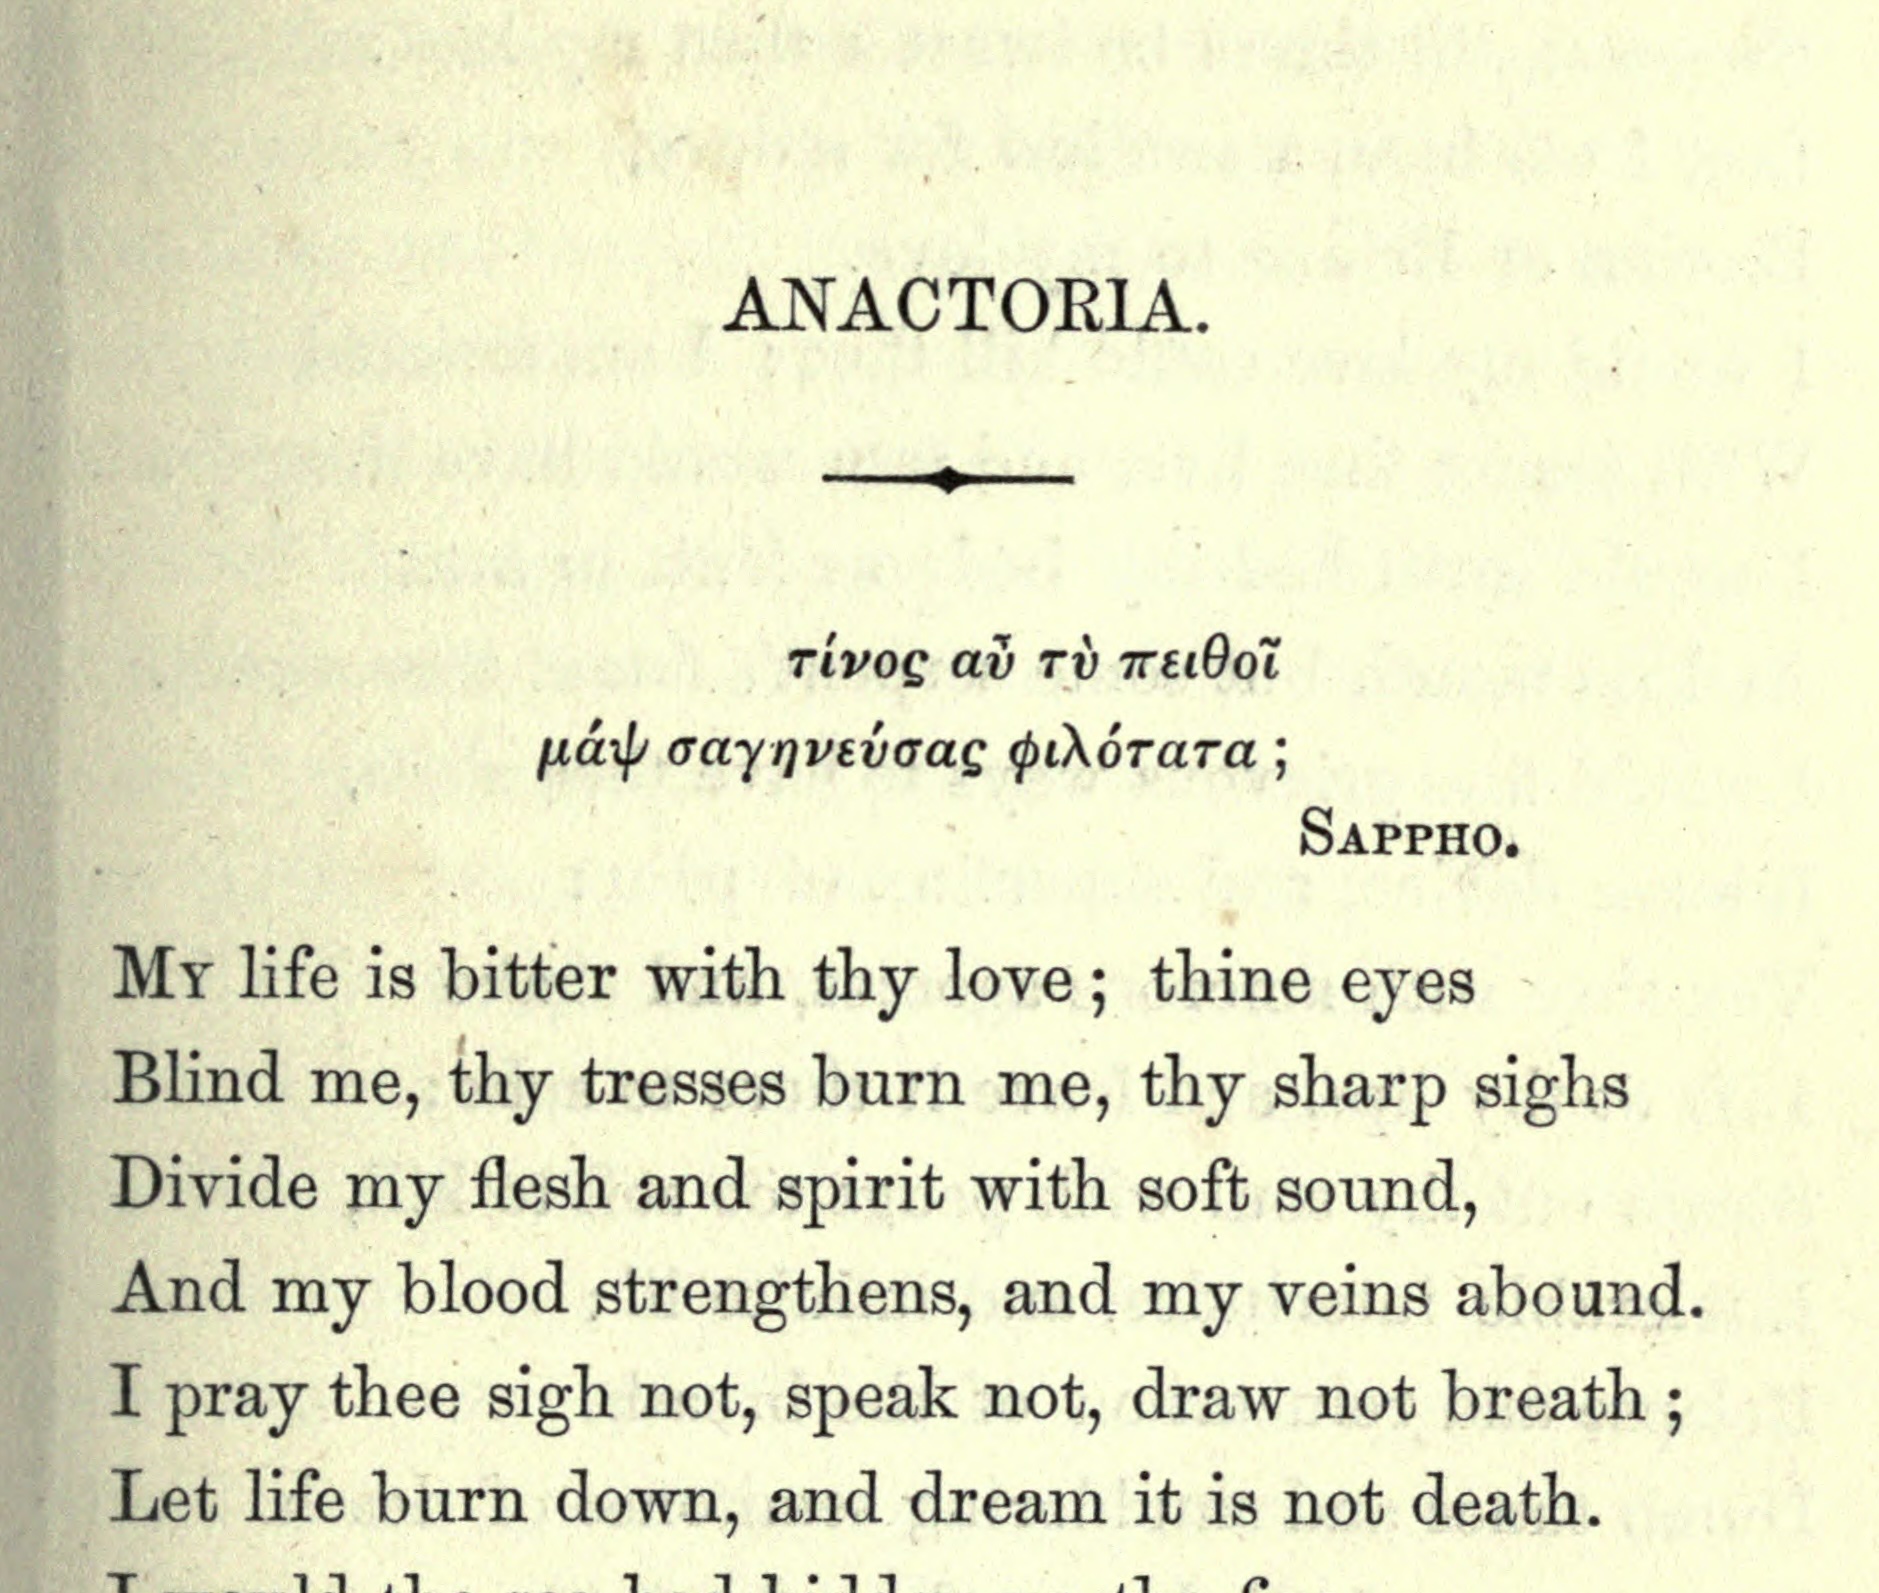 ANACTORIA.
τίνος αὖ τὺ πειθοῖ
μάψ σαγηνεύσας φιλότατα ;
SAPPHO.
MY life is bitter with thy love ; thine eyes
Blind me, thy tresses burn me, thy sharp sighs
Divide my flesh and spirit with soft sound,
And my blood strengthens, and my veins abound.
I pray thee sigh not, speak not, draw not breath ;
Let life burn down, and dream it is not death.